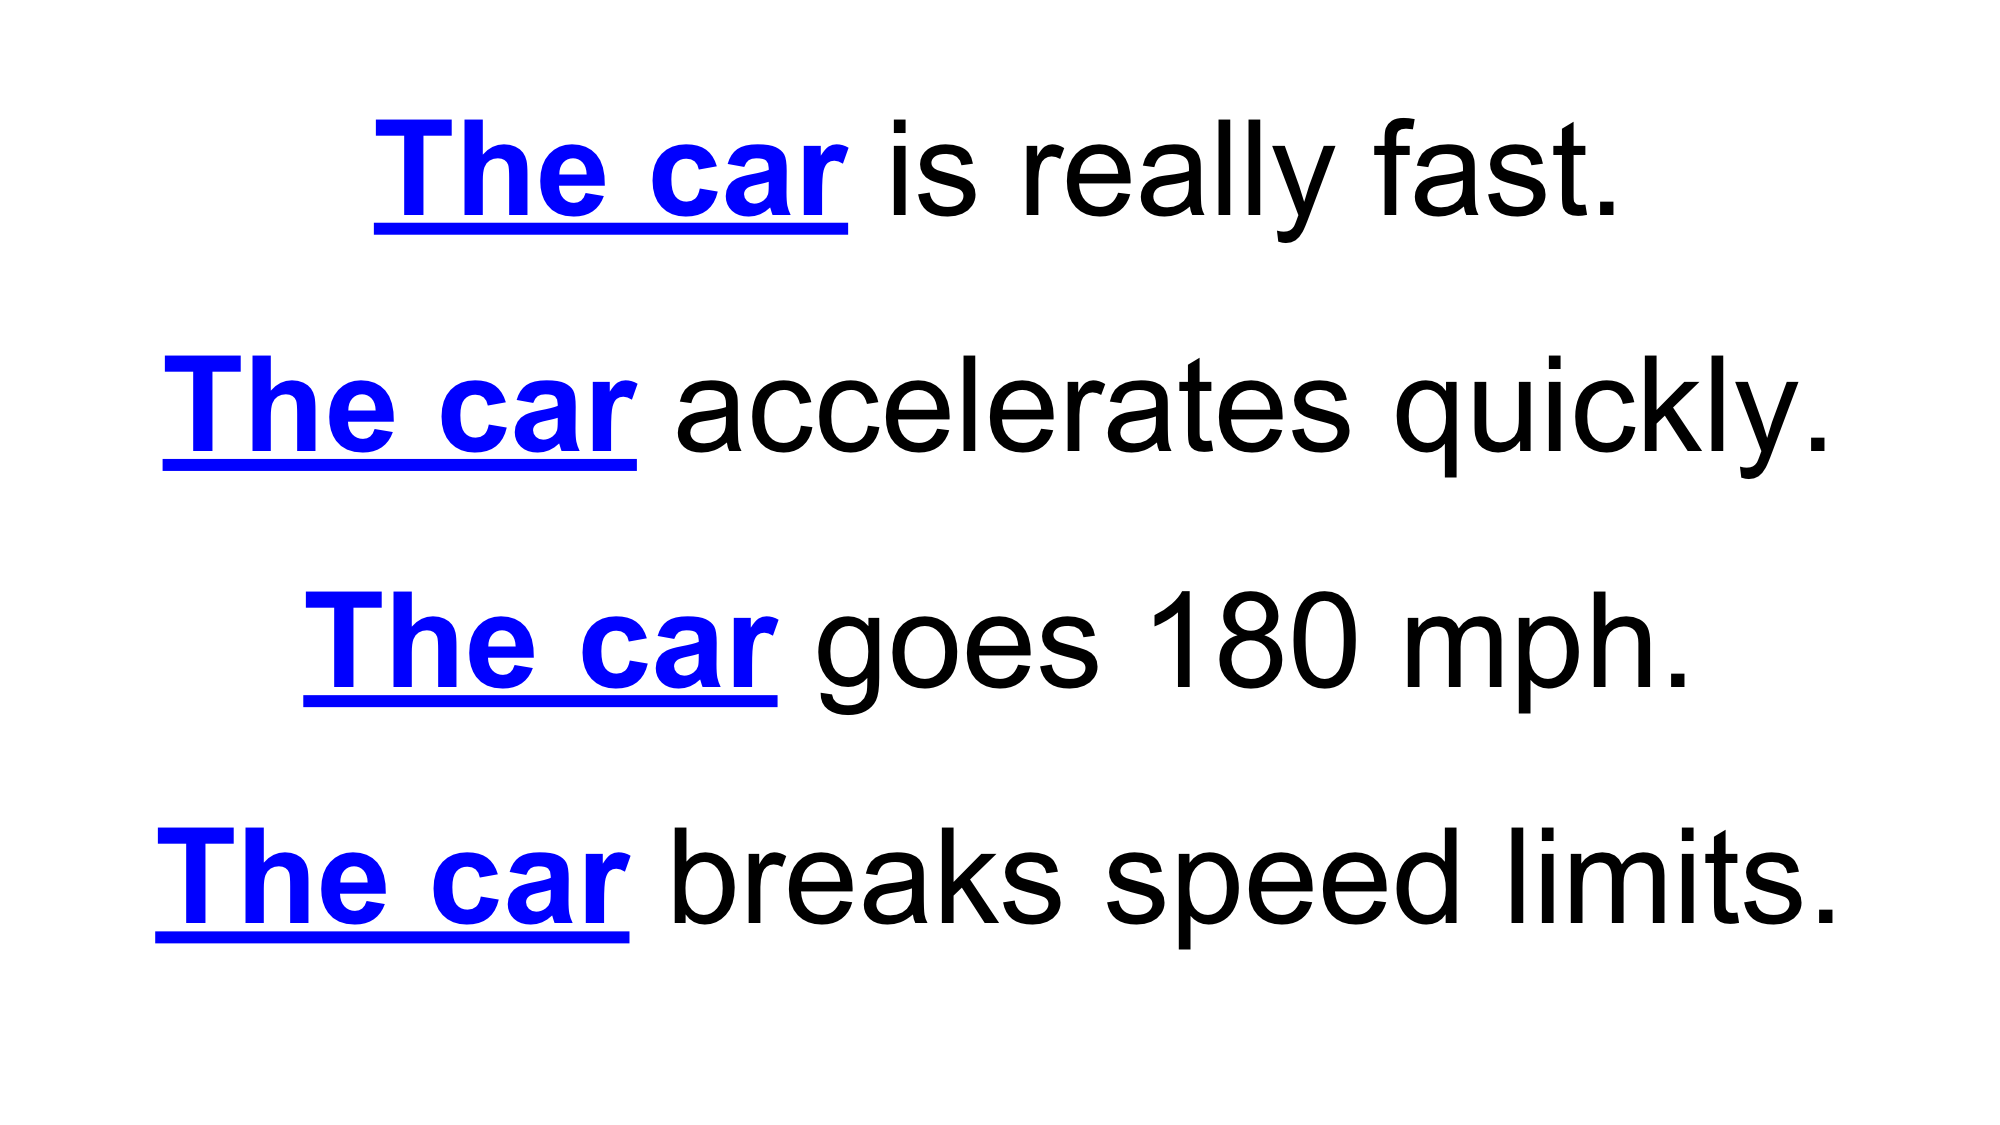 The car is really fast.
The car accelerates quickly.
The car goes 180 mph.
The car breaks speed limits.